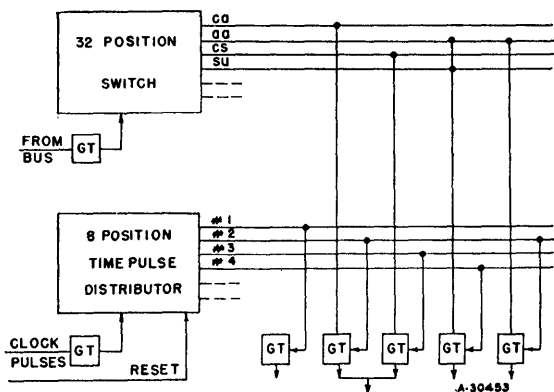 ca
aa
cs
su
32 POSITION
SWITCH
FROM
BUS
GT
#1
#2
#3
#4
8 POSITION
TIME PULSE
DISTRIBUTOR
CLOCK
PULSES
GT
RESET
GT
GT
GT
GT
GT
A-30453